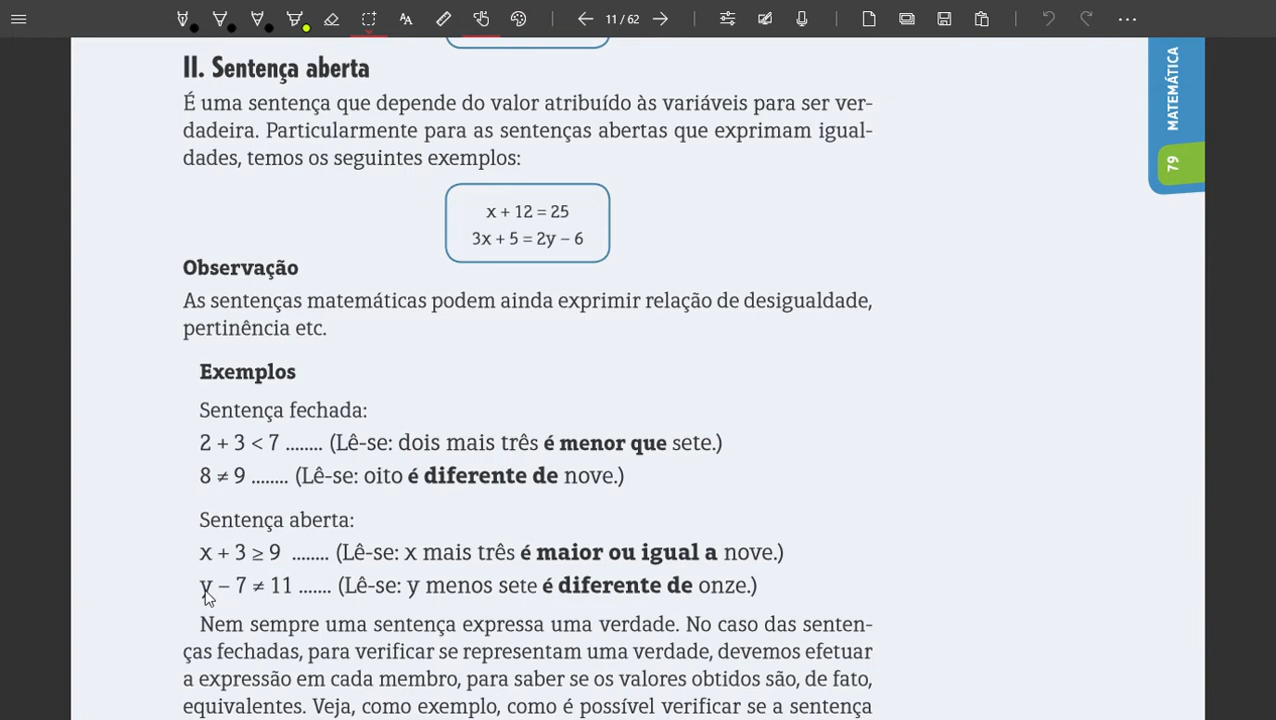 11 / 62
II. Sentença aberta
É uma sentença que depende do valor atribuído às variáveis para ser ver-
dadeira. Particularmente para as sentenças abertas que exprimam igual-
dades, temos os seguintes exemplos:
x + 12 = 25
3x + 5 = 2y – 6
Observação
As sentenças matemáticas podem ainda exprimir relação de desigualdade,
pertinência etc.
Exemplos
Sentença fechada:
2 + 3 < 7 ........ (Lê-se: dois mais três é menor que sete.)
8 ≠ 9 ........ (Lê-se: oito é diferente de nove.)
Sentença aberta:
x + 3 ≥ 9 ........ (Lê-se: x mais três é maior ou igual a nove.)
y – 7 ≠ 11 ....... (Lê-se: y menos sete é diferente de onze.)
Nem sempre uma sentença expressa uma verdade. No caso das senten-
ças fechadas, para verificar se representam uma verdade, devemos efetuar
a expressão em cada membro, para saber se os valores obtidos são, de fato,
equivalentes. Veja, como exemplo, como é possível verificar se a sentença
MATEMÁTICA
79